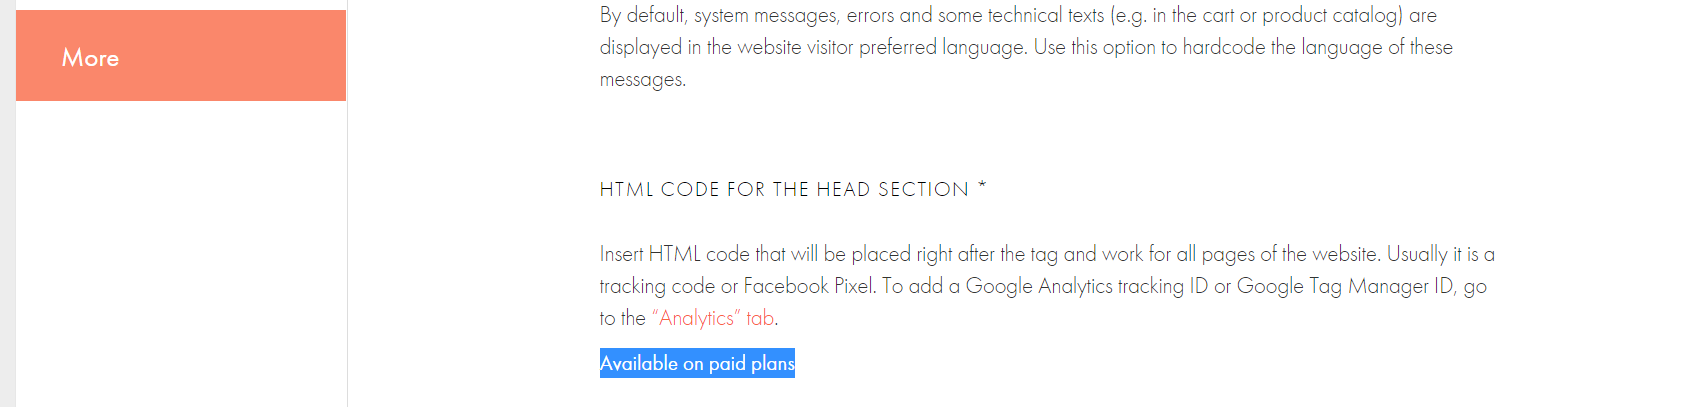 By default, system messages, errors and some technical texts (e.g. in the cart or product catalog) are
displayed in the website visitor preferred language. Use this option to hardcode the language of these
messages.
More
HTML CODE FOR THE HEAD SECTION *
Insert HTML code that will be placed right after the tag and work for all pages of the website. Usually it is a
tracking code or Facebook Pixel. To add a Google Analytics tracking ID or Google Tag Manager ID, go
to the “Analytics” tab.
Available on paid plans